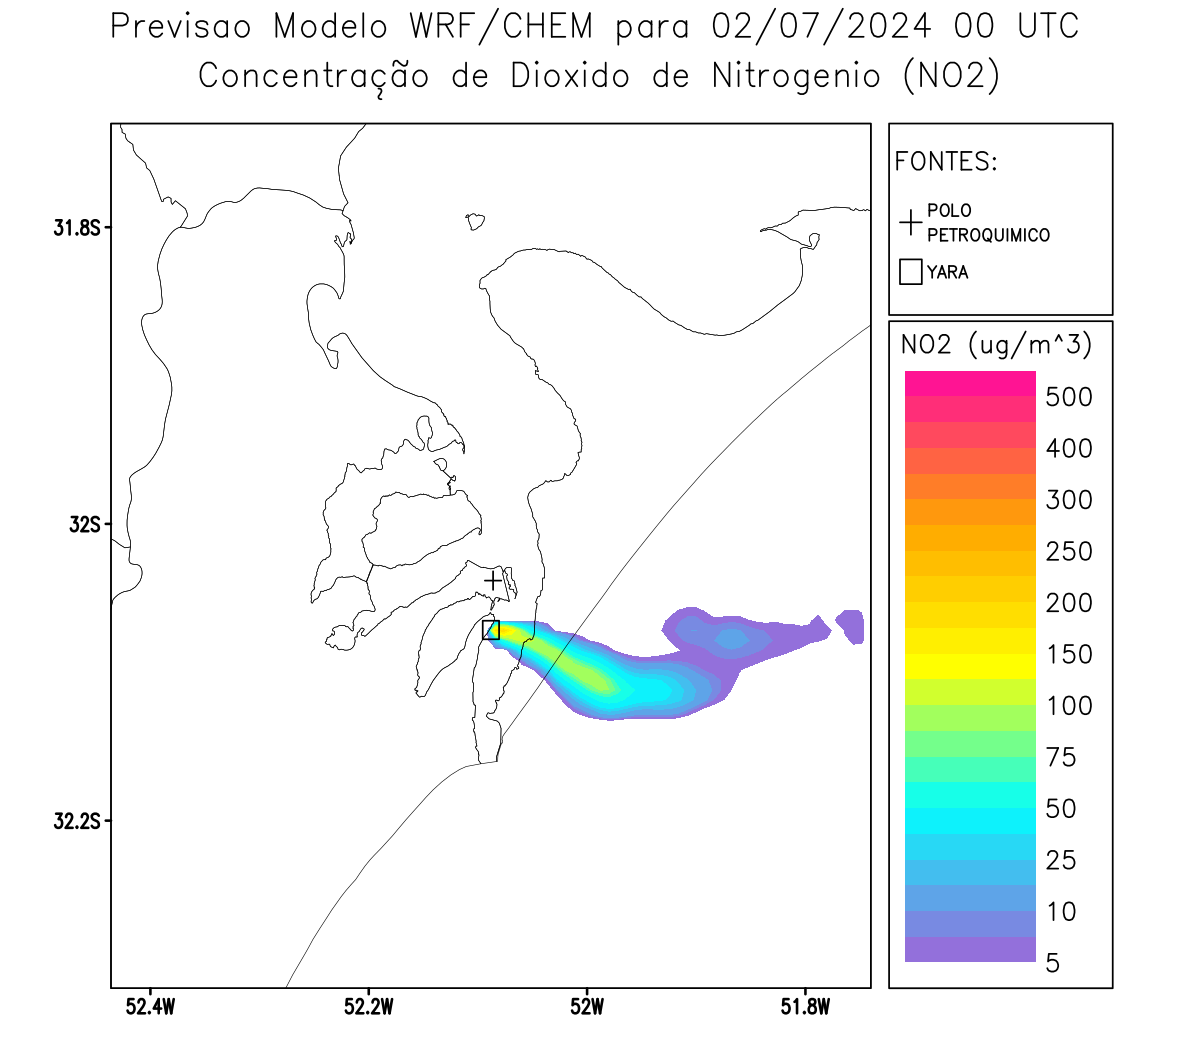 Previsao Modelo WRF/CHEM para 02/07/2024 00 UTC
Concentração de Dioxido de Nitrogenio (NO2)
FONTES:
POLO
PETROQUIMICO
YARA
NO2 (ug/m^3)
500
400
300
250
200
150
100
75
50
25
10
5
31.8S
32S
32.2S
52.4W
52.2W
52W
51.8W